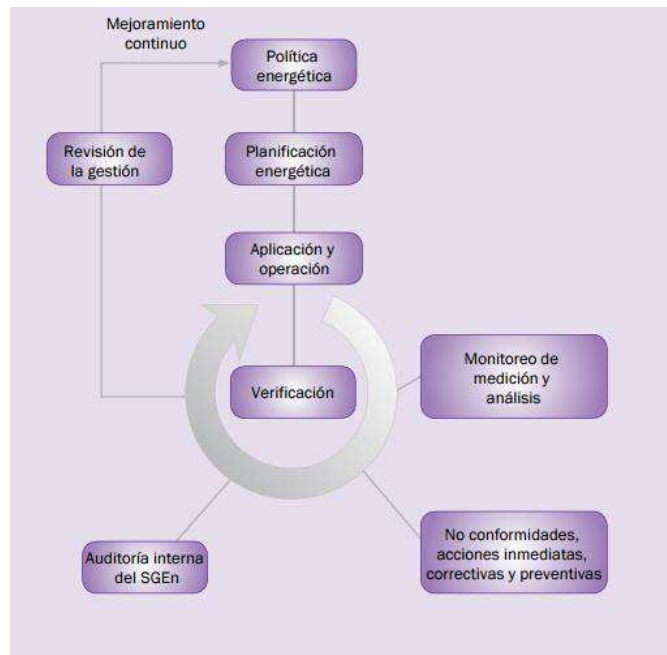 Mejoramiento
continuo
Política
energética
Revisión de
la gestión
Planificación
energética
Aplicación y
operación
Verificación
Monitoreo de
medición y
análisis
Auditoría interna
del SGEn
No conformidades,
acciones inmediatas,
correctivas y preventivas